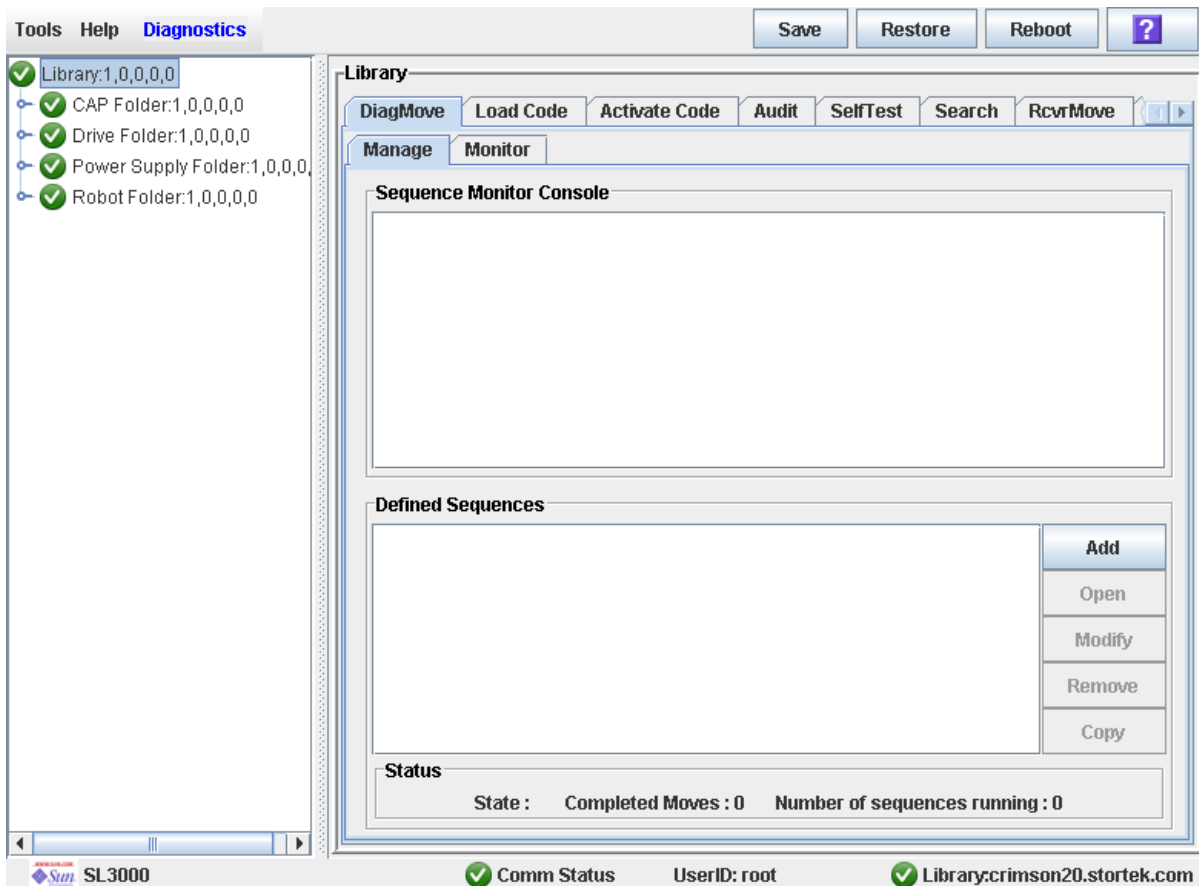 Tools Help Diagnostics Save Restore Reboot ?
Library:1,0,0,0,0
CAP Folder:1,0,0,0,0
Drive Folder:1,0,0,0,0
Power Supply Folder:1,0,0,0,
Robot Folder:1,0,0,0,0
Library
DiagMove Load Code Activate Code Audit SelfTest Search RcvrMove
Manage Monitor
Sequence Monitor Console
Defined Sequences
Add
Open
Modify
Remove
Copy
Status
State : Completed Moves : 0 Number of sequences running : 0
Sun SL3000 Comm Status UserID: root Library:crimson20.stortek.com